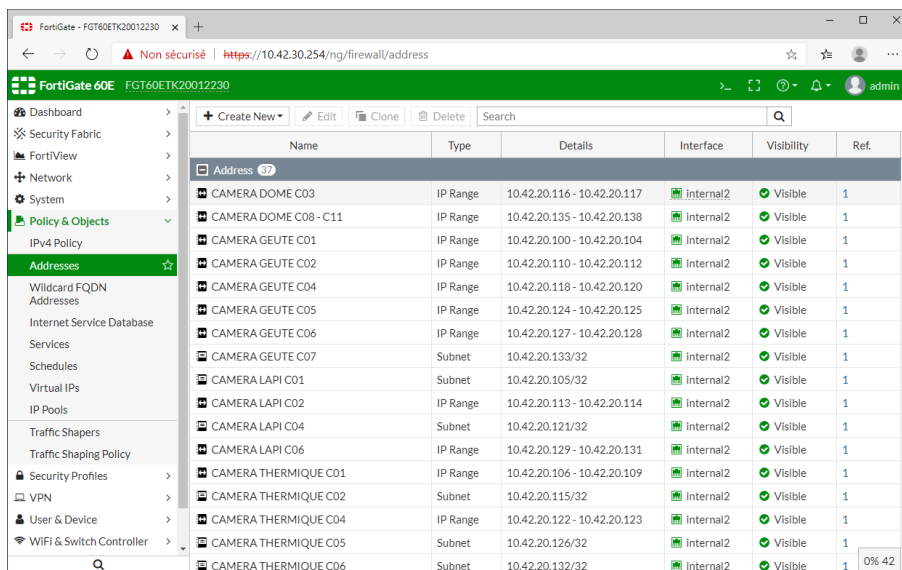 FortiGate - FGT60ETK20012230
Non sécurisé | https://10.42.30.254/ng/firewall/address
FortiGate 60E FGT60ETK20012230 admin
Dashboard
Security Fabric
FortiView
Network
System
Policy & Objects
IPv4 Policy
Addresses
Wildcard FQDN
Addresses
Internet Service Database
Services
Schedules
Virtual IPs
IP Pools
Traffic Shapers
Traffic Shaping Policy
Security Profiles
VPN
User & Device
WiFi & Switch Controller
+ Create New Edit Clone Delete Search
Name Type Details Interface Visibility Ref.
Address 37
CAMERA DOME C03 IP Range 10.42.20.116 - 10.42.20.117 internal2 Visible 1
CAMERA DOME C08 - C11 IP Range 10.42.20.135 - 10.42.20.138 internal2 Visible 1
CAMERA GEUTE C01 IP Range 10.42.20.100 - 10.42.20.104 internal2 Visible 1
CAMERA GEUTE C02 IP Range 10.42.20.110 - 10.42.20.112 internal2 Visible 1
CAMERA GEUTE C04 IP Range 10.42.20.118 - 10.42.20.120 internal2 Visible 1
CAMERA GEUTE C05 IP Range 10.42.20.124 - 10.42.20.125 internal2 Visible 1
CAMERA GEUTE C06 IP Range 10.42.20.127 - 10.42.20.128 internal2 Visible 1
CAMERA GEUTE C07 Subnet 10.42.20.133/32 internal2 Visible 1
CAMERA LAPI C01 Subnet 10.42.20.105/32 internal2 Visible 1
CAMERA LAPI C02 IP Range 10.42.20.113 - 10.42.20.114 internal2 Visible 1
CAMERA LAPI C04 Subnet 10.42.20.121/32 internal2 Visible 1
CAMERA LAPI C06 IP Range 10.42.20.129 - 10.42.20.131 internal2 Visible 1
CAMERA THERMIQUE C01 IP Range 10.42.20.106 - 10.42.20.109 internal2 Visible 1
CAMERA THERMIQUE C02 Subnet 10.42.20.115/32 internal2 Visible 1
CAMERA THERMIQUE C04 IP Range 10.42.20.122 - 10.42.20.123 internal2 Visible 1
CAMERA THERMIQUE C05 Subnet 10.42.20.126/32 internal2 Visible 1
CAMERA THERMIQUE C06 Subnet 10.42.20.132/32 internal2 Visible 1
0% 42